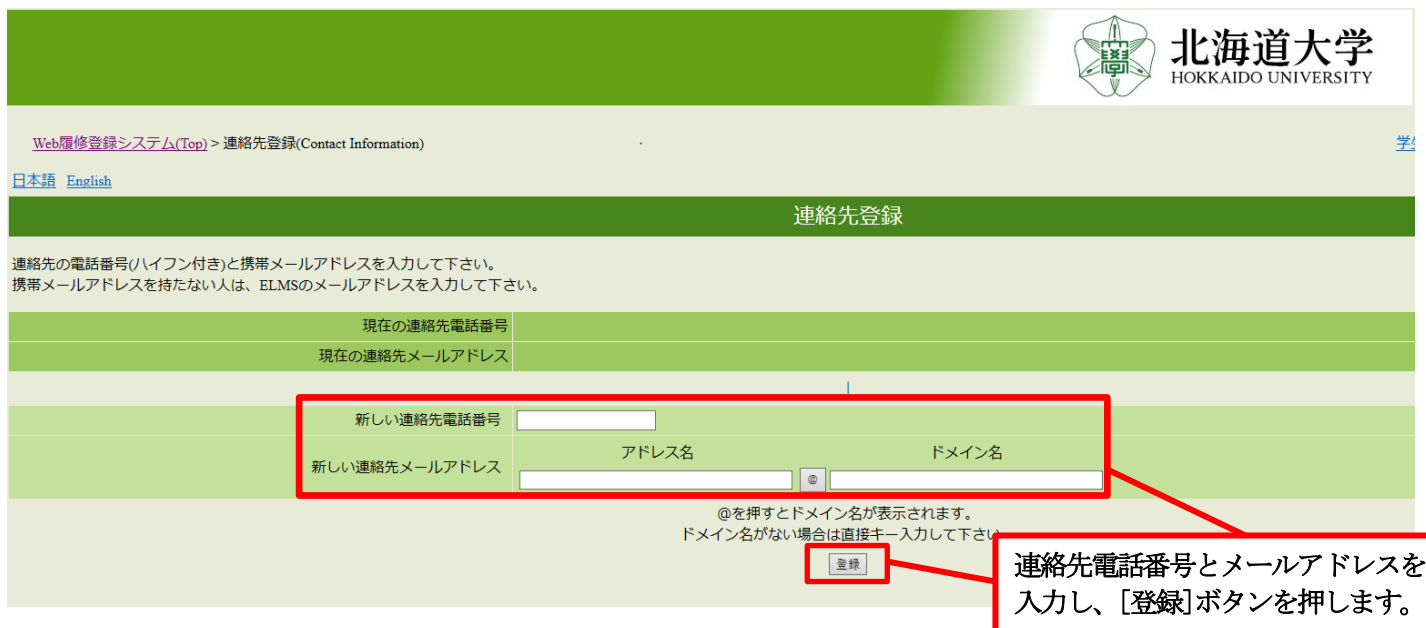 北海道大学
HOKKAIDO UNIVERSITY
Web履修登録システム(Top) > 連絡先登録(Contact Information)
日本語 English
連絡先登録
連絡先の電話番号(ハイフン付き)と携帯メールアドレスを入力して下さい。
携帯メールアドレスを持たない人は、ELMSのメールアドレスを入力して下さい。
現在の連絡先電話番号
現在の連絡先メールアドレス
新しい連絡先電話番号
アドレス名 ドメイン名
新しい連絡先メールアドレス @
@を押すとドメイン名が表示されます。
ドメイン名がない場合は直接キー入力して下さい
登録
連絡先電話番号とメールアドレスを
入力し、[登録]ボタンを押します。